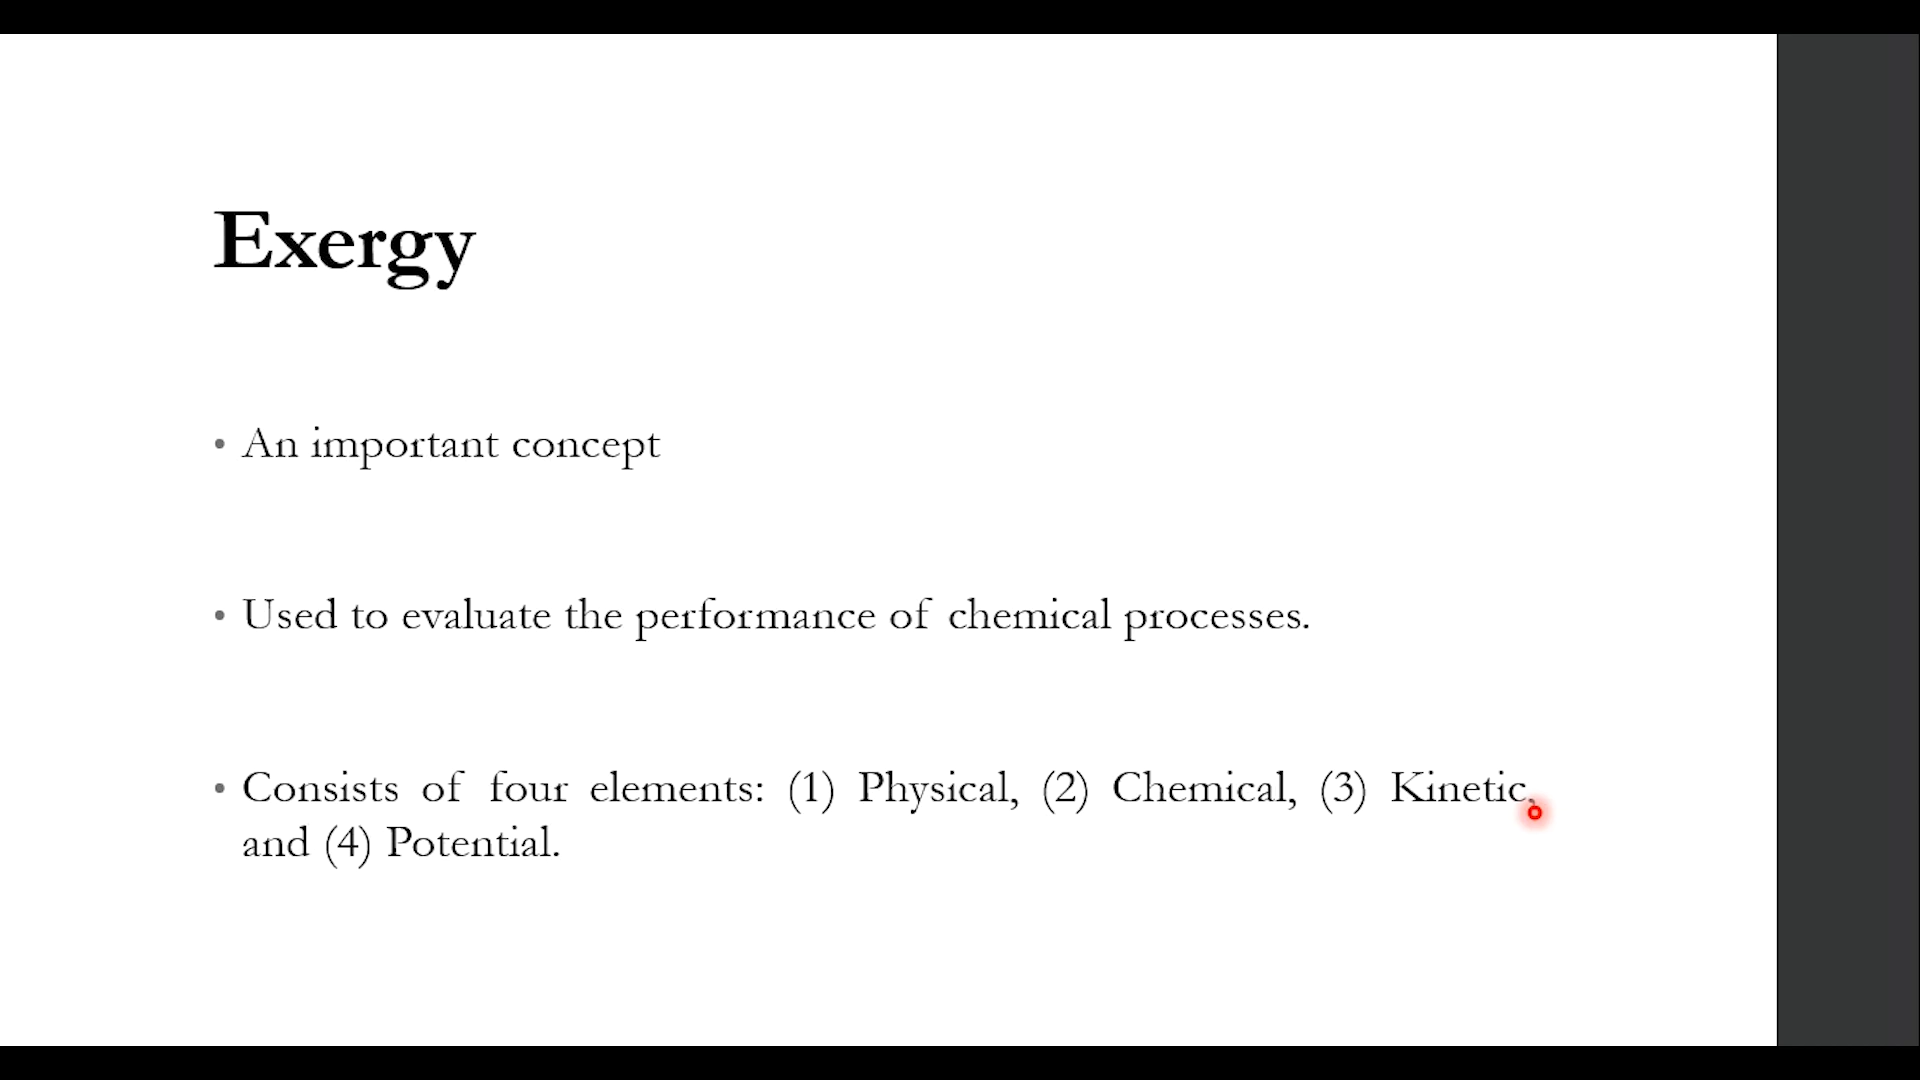 Exergy
• An important concept
• Used to evaluate the performance of chemical processes.
• Consists of four elements: (1) Physical, (2) Chemical, (3) Kinetic,
and (4) Potential.